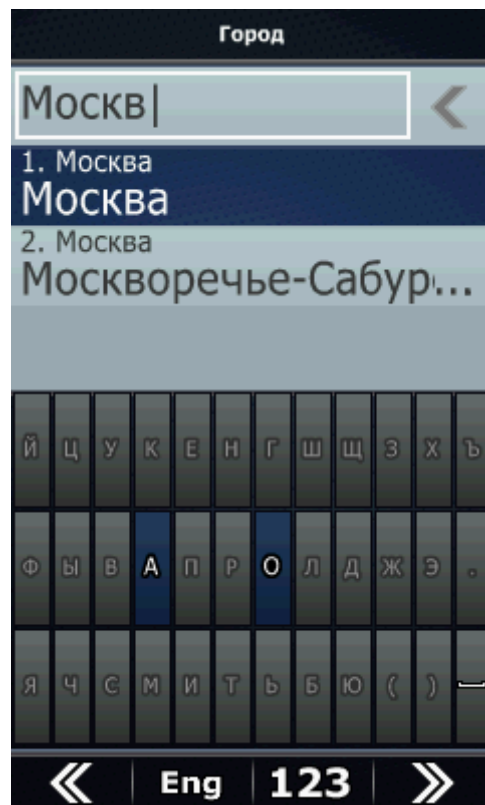 Город
Москв
1. Москва
Москва
2. Москва
Москворечье-Сабур...
Й Ц У К Е Н Г Ш Щ З Х Ъ
Ф Ы В А П Р О Л Д Ж Э .
Я Ч С М И Т Ь Б Ю ( )
Eng 123